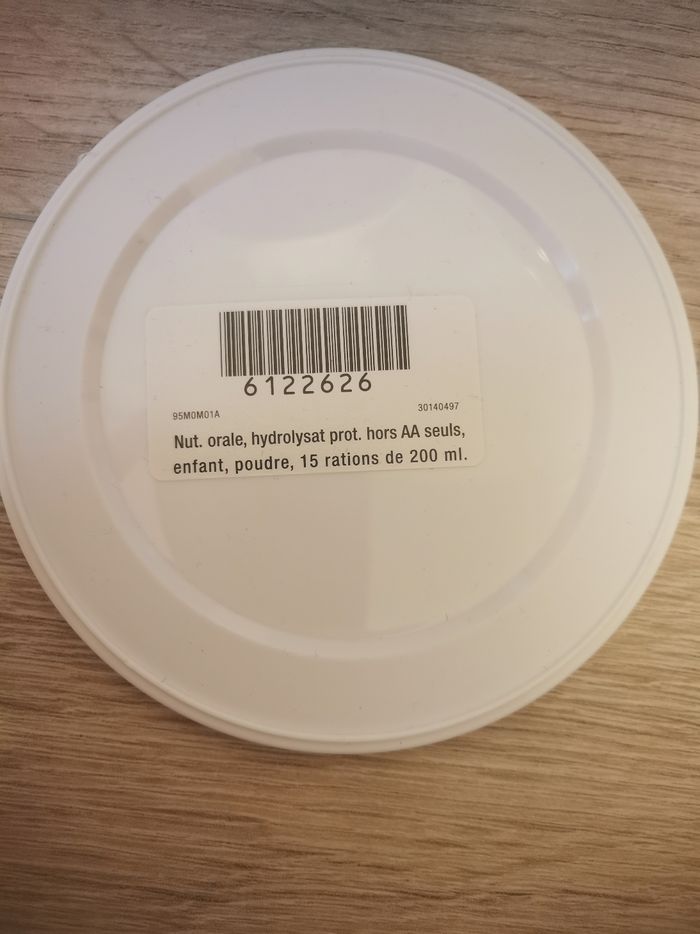 6122626
95M0M01A 30140497
Nut. orale, hydrolysat prot. hors AA seuls,
enfant, poudre, 15 rations de 200 ml.